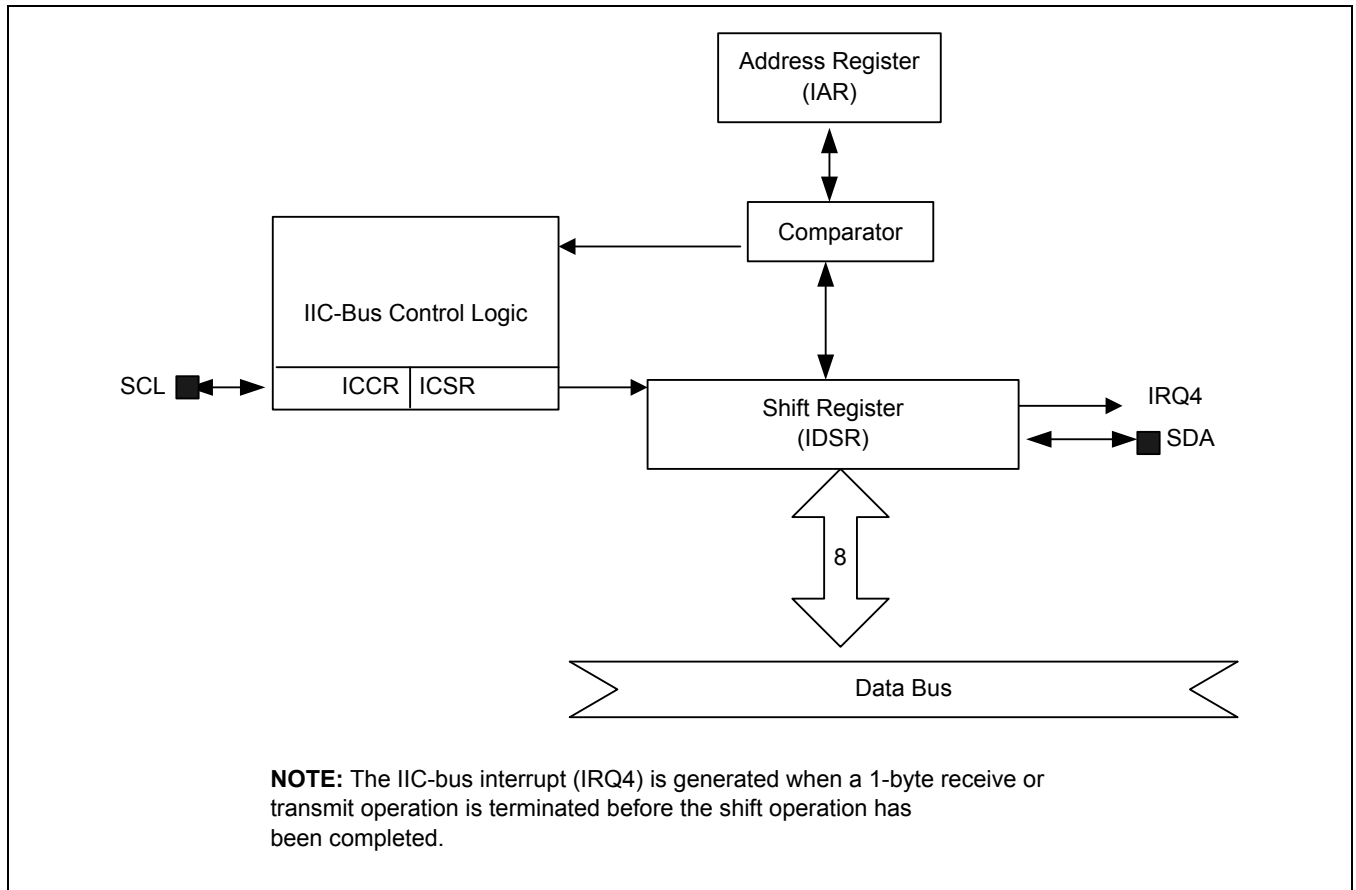 Address Register
(IAR)
Comparator
IIC-Bus Control Logic
SCL
ICCR
ICSR
Shift Register
(IDSR)
IRQ4
SDA
8
Data Bus
NOTE: The IIC-bus interrupt (IRQ4) is generated when a 1-byte receive or
transmit operation is terminated before the shift operation has
been completed.